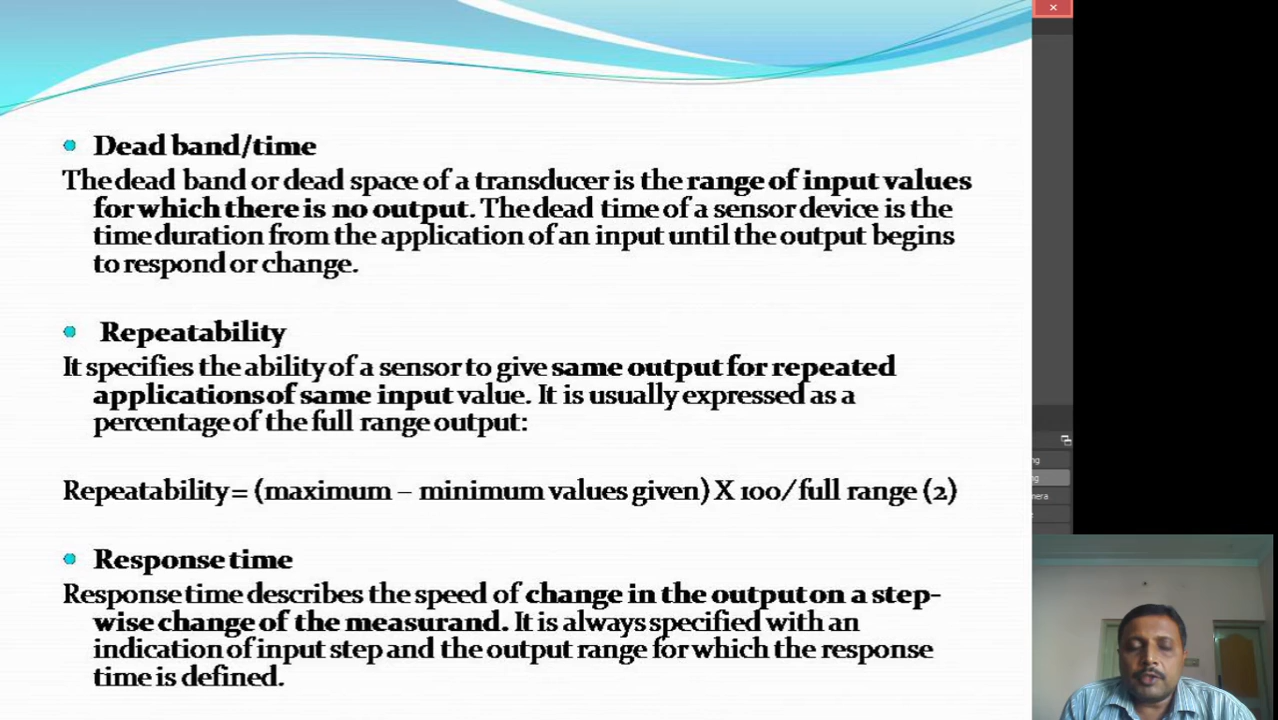 Dead band/time
The dead band or dead space of a transducer is the range of input values
for which there is no output. The dead time of a sensor device is the
time duration from the application of an input until the output begins
to respond or change.
Repeatability
It specifies the ability of a sensor to give same output for repeated
applications of same input value. It is usually expressed as a
percentage of the full range output:
Repeatability = (maximum – minimum values given) X 100/full range (2)
Response time
Response time describes the speed of change in the output on a step-
wise change of the measurand. It is always specified with an
indication of input step and the output range for which the response
time is defined.